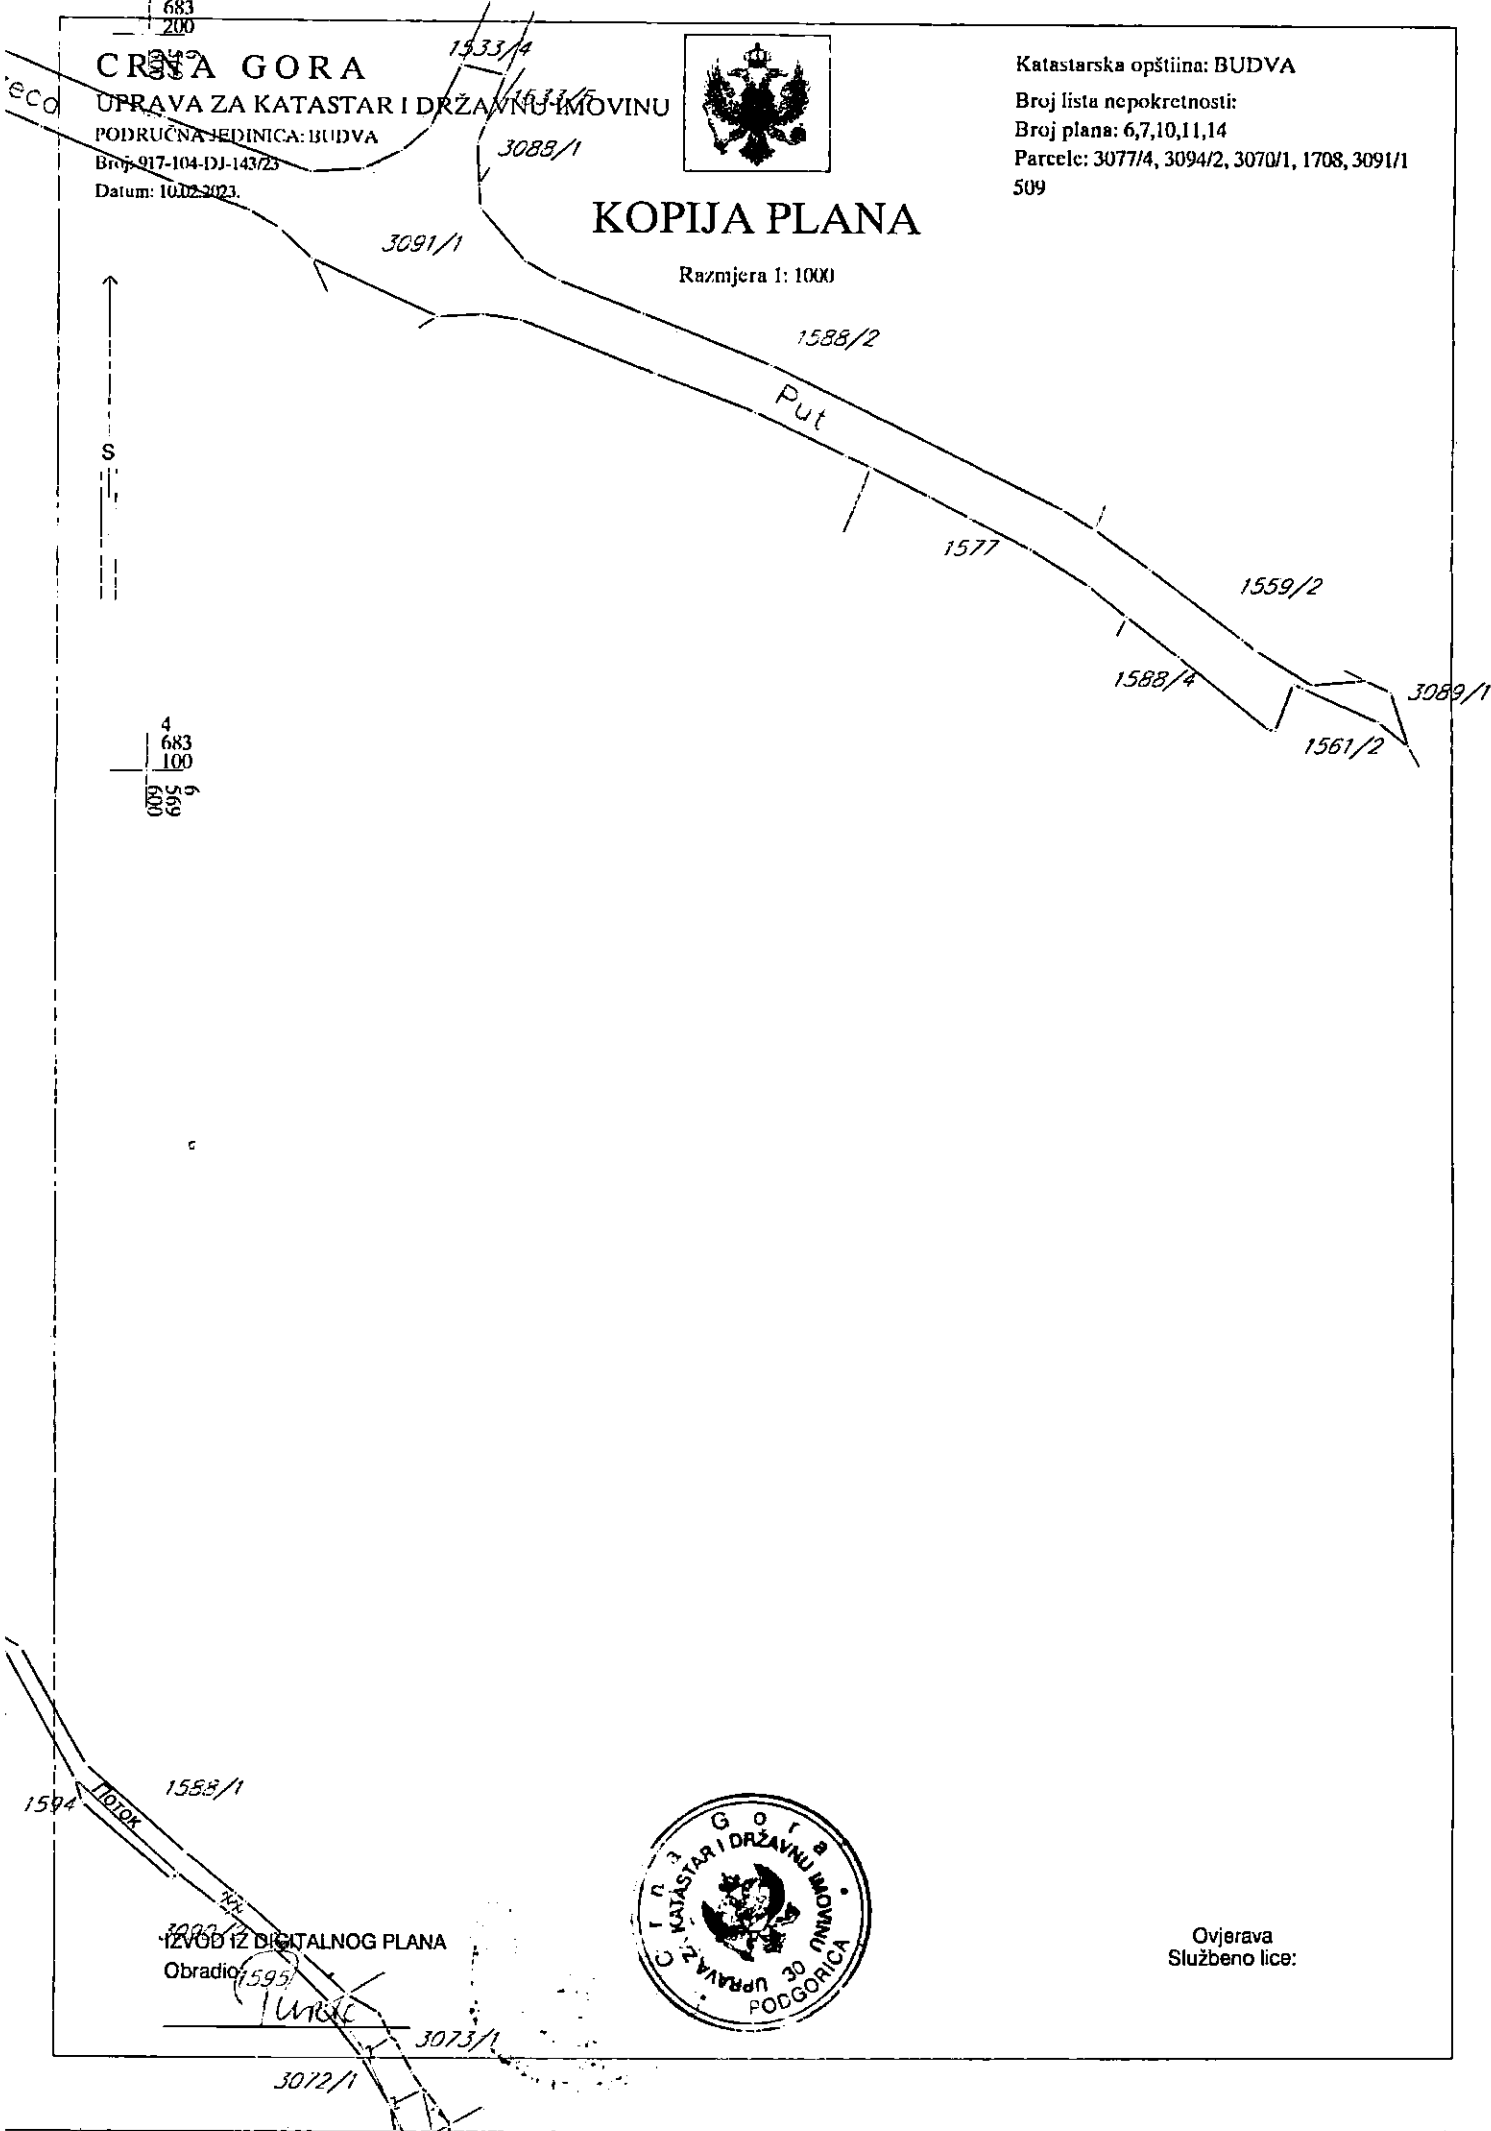 683
200
CRNA GORA
UPRAVA ZA KATASTAR I DRŽAVNU IMOVINU
PODRUČNA JEDINICA: BUDVA
Broj: 917-104-DJ-143/23
Datum: 10.02.2023.
Katastarska opštiina: BUDVA
Broj lista nepokretnosti:
Broj plana: 6,7,10,11,14
Parcele: 3077/4, 3094/2, 3070/1, 1708, 3091/1
509
KOPIJA PLANA
Razmjera 1: 1000
1533/4
1533/5
3088/1
3091/1
1588/2
Put
S
1577
1559/2
1588/4
3089/1
1561/2
4
683
100
6
569
600
1588/1
1594
Поток
IZVOD IZ DIGITALNOG PLANA
Obradio
1595
3073/1
3072/1
Crna Gora
UPRAVA ZA KATASTAR I DRŽAVNU IMOVINU
30
PODGORICA
Ovjerava
Službeno lice: